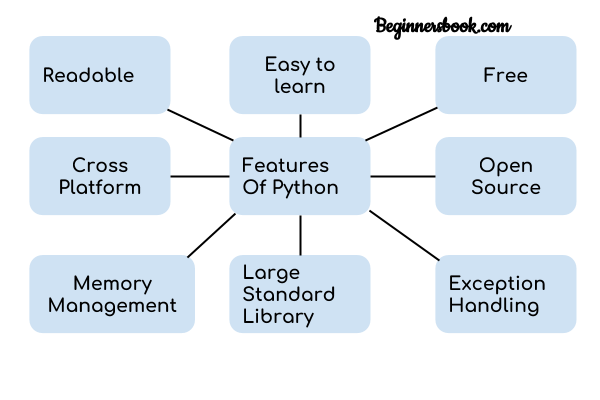 Beginnersbook.com
Readable
Easy to
learn
Free
Cross
Platform
Features
Of Python
Open
Source
Memory
Management
Large
Standard
Library
Exception
Handling